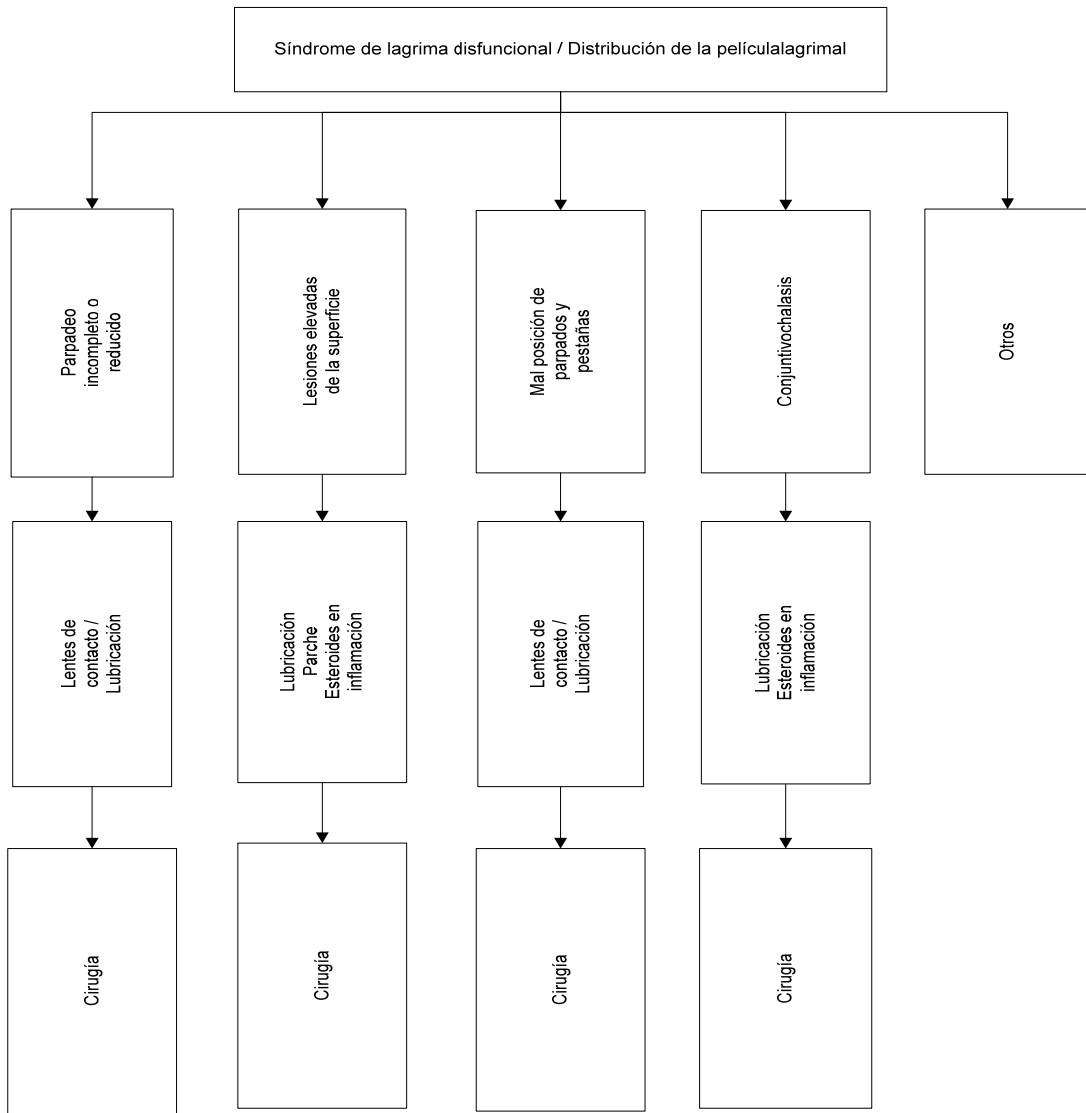 Síndrome de lagrima disfuncional / Distribución de la películalagrimal
Parpadeo
incompleto o
reducido
Lesiones elevadas
de la superficie
Mal posición de
parpados y
pestañas
Conjuntivochalasis
Otros
Lentes de
contacto /
Lubricación
Lubricación
Parche
Esteroides en
inflamación
Lentes de
contacto /
Lubricación
Lubricación
Esteroides en
inflamación
Cirugía
Cirugía
Cirugía
Cirugía